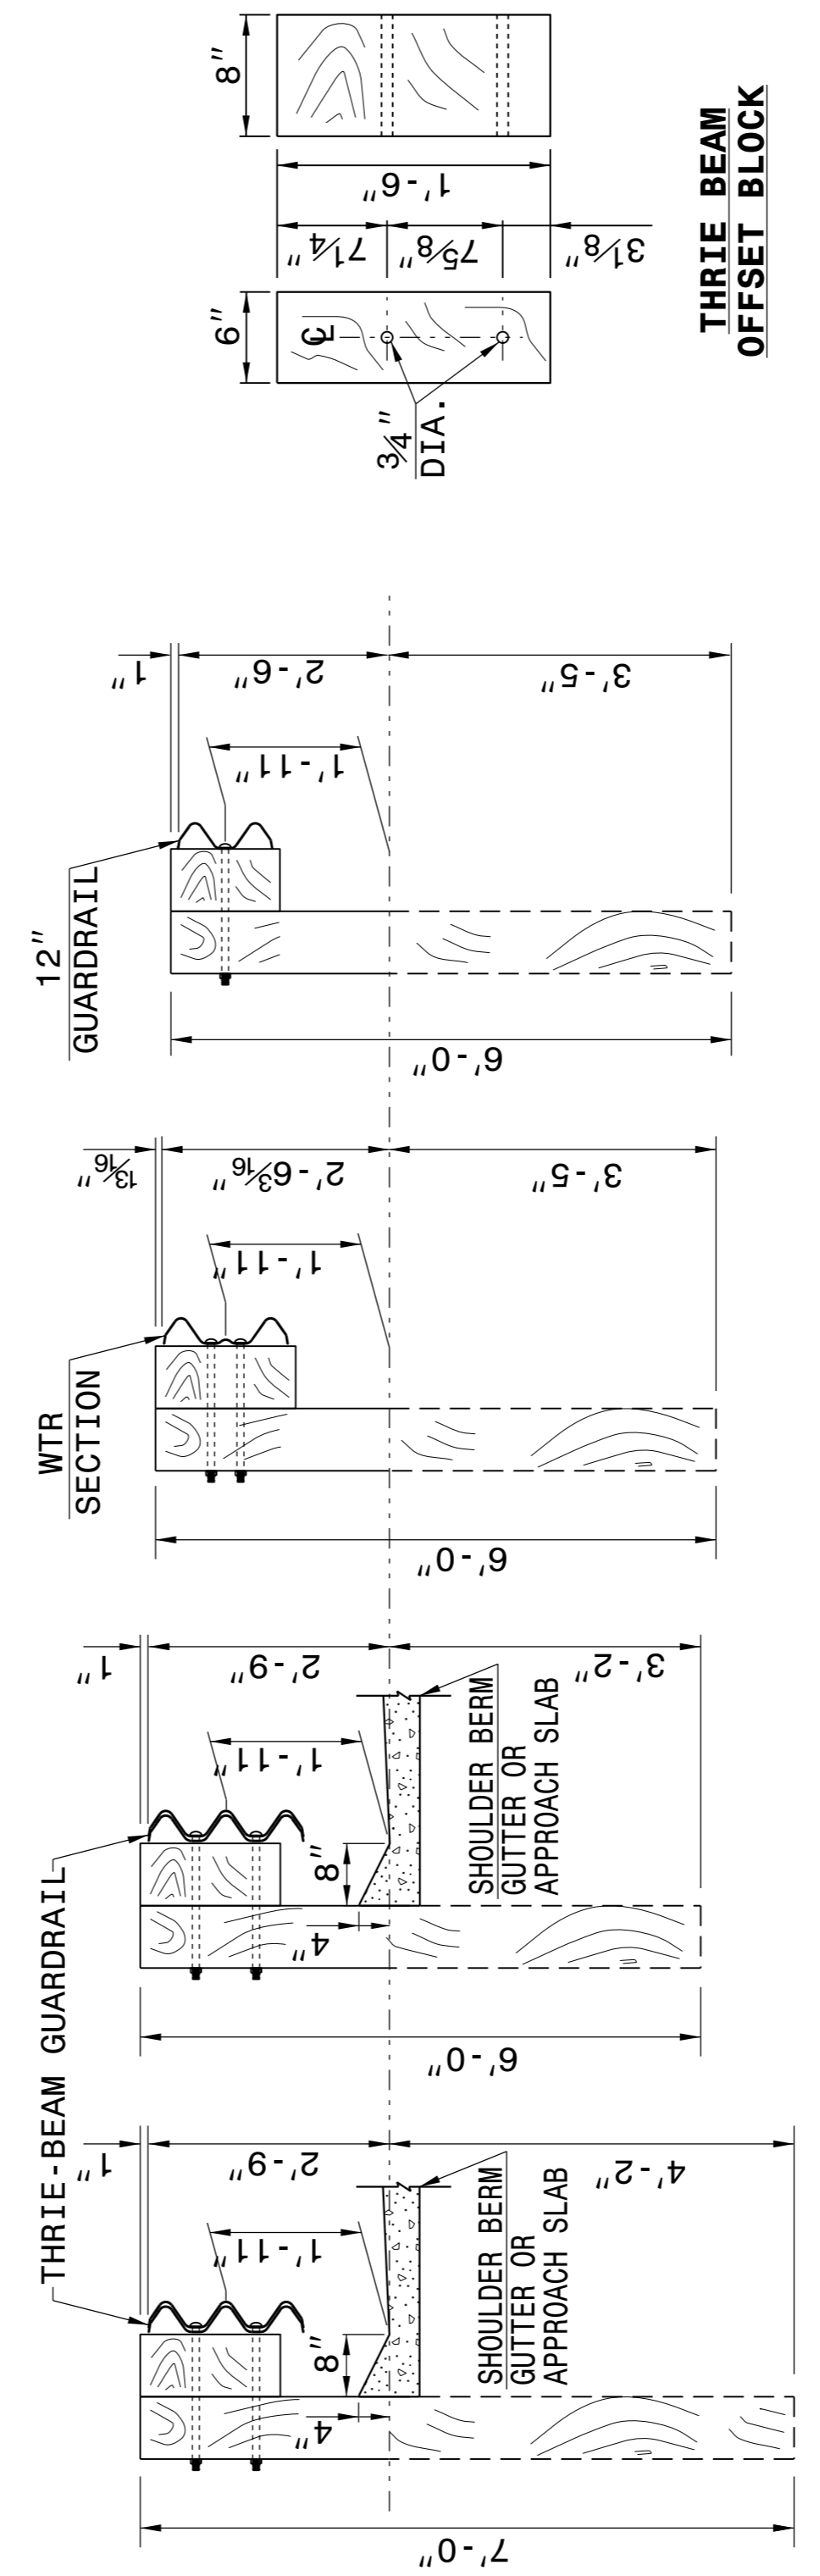 8"
1'-6"
7 1/4"
7 5/8"
3 1/8"
6"
C̲L
3/4"
DIA.
THRIE BEAM
OFFSET BLOCK
1"
2'-6"
3'-5"
1'-11"
12"
GUARDRAIL
6'-0"
13/16"
2'-6 3/16"
3'-5"
1'-11"
WTR
SECTION
6'-0"
1"
2'-9"
3'-2"
1'-11"
THRIE-BEAM GUARDRAIL
8"
4"
SHOULDER BERM
GUTTER OR
APPROACH SLAB
6'-0"
1"
2'-9"
4'-2"
1'-11"
8"
4"
SHOULDER BERM
GUTTER OR
APPROACH SLAB
7'-0"